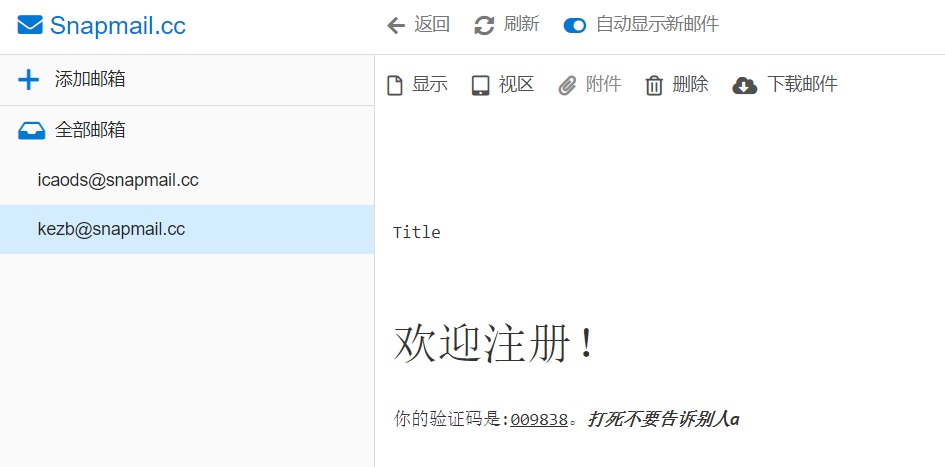 Snapmail.cc
返回 刷新 自动显示新邮件
添加邮箱
全部邮箱
icaods@snapmail.cc
kezb@snapmail.cc
显示 视区 附件 删除 下载邮件
Title
欢迎注册！
你的验证码是:009838。打死不要告诉别人a